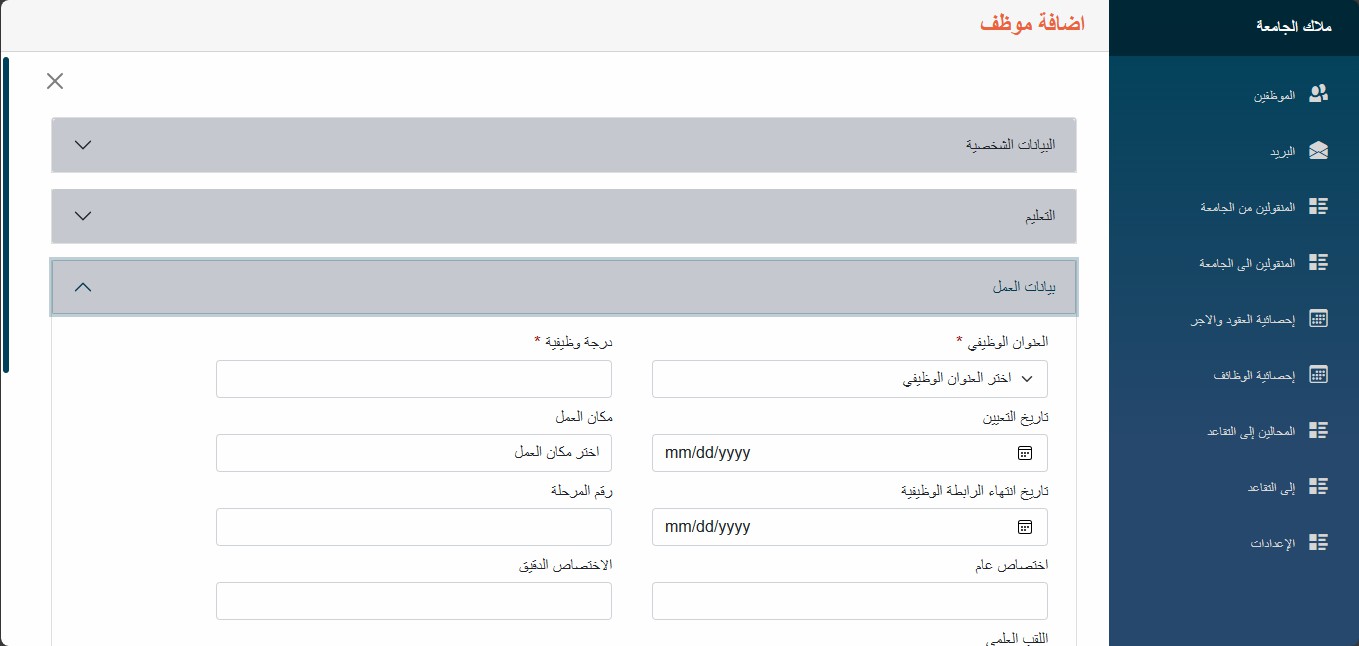 ملاك الجامعة
الموظفين
البريد
المنقولين من الجامعة
المنقولين الى الجامعة
إحصائية العقود والاجر
إحصائية الوظائف
المحالين إلى التقاعد
إلى التقاعد
الإعدادات
اضافة موظف
البيانات الشخصية
التعليم
بيانات العمل
العنوان الوظيفي *
درجة وظيفية *
اختر العنوان الوظيفي
تاريخ التعيين
مكان العمل
mm/dd/yyyy
اختر مكان العمل
تاريخ انتهاء الرابطة الوظيفية
رقم المرحلة
mm/dd/yyyy
اختصاص عام
الاختصاص الدقيق
اللقب العلمي